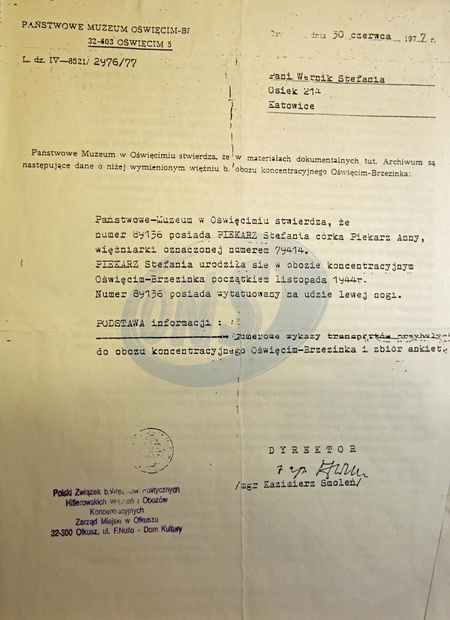 PAŃSTWOWE MUZEUM OŚWIĘCIM-B
32-603 OŚWIĘCIM 5
L. dz. IV-8521/ 2976/77
dnia 30 czerwca 1977 r.
Pani Wernik Stefania
Osiek 214
Katowice
Państwowe Muzeum w Oświęcimiu stwierdza, że w materiałach dokumentalnych tut. Archiwum są
następujące dane o niżej wymienionym więźniu b. obozu koncentracyjnego Oświęcim-Brzezinka:
Państwowe-Muzeum w Oświęcimiu stwierdza, że
numer 89136 posiada PIEKARZ Stefania córka Piekarz Anny,
więźniarki oznaczonej numerem 79414.
PIEKARZ Stefania urodziła się w obozie koncentracyjnym
Oświęcim-Brzezinka początkiem listopada 1944r.
Numer 89136 posiada wytatuowany na udzie lewej nogi.
PODSTAWA informacji :
numerowe wykazy transportów przybyłych
do obozu koncentracyjnego Oświęcim-Brzezinka i zbiór ankiet.
DYREKTOR
/mgr Kazimierz Smoleń/
Polski Związek b. Więźniów Politycznych
Hitlerowskich Więzień i Obozów
Koncentracyjnych
Zarząd Miejski w Olkuszu
32-300 Olkusz, ul. F.Nullo - Dom Kultury